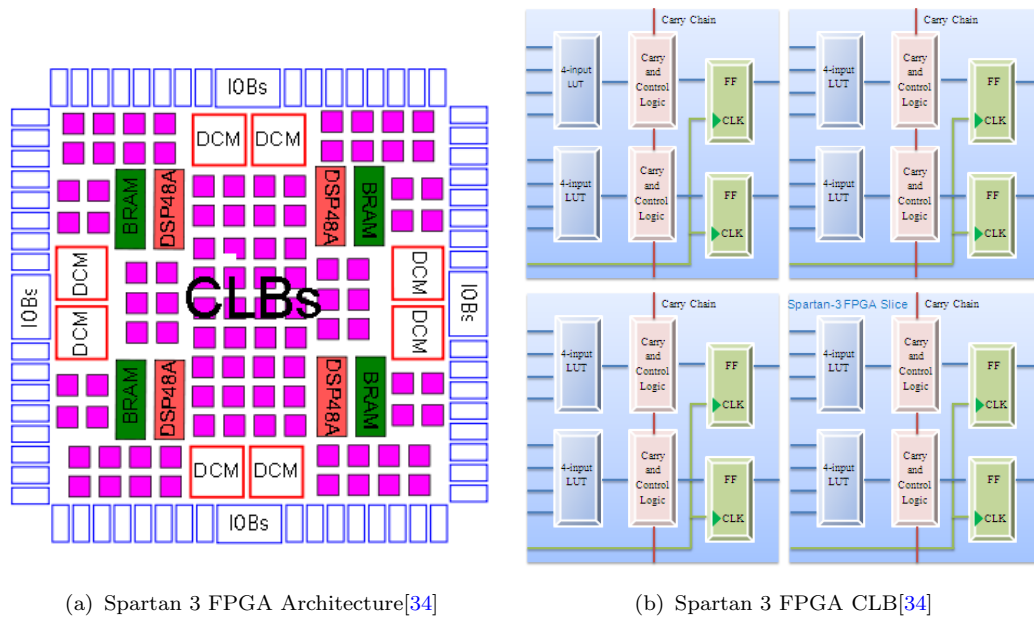 IOBs
DCM DCM
BRAM DSP48A DSP48A BRAM
DCM DCM
IOBs CLBs IOBs
DCM DCM
BRAM DSP48A DSP48A BRAM
DCM DCM
IOBs
(a) Spartan 3 FPGA Architecture[34]
Carry Chain
4-input
LUT
Carry
and
Control
Logic
FF
CLK
4-input
LUT
Carry
and
Control
Logic
FF
CLK
Carry Chain
4-input
LUT
Carry
and
Control
Logic
FF
CLK
4-input
LUT
Carry
and
Control
Logic
FF
CLK
Carry Chain
4-input
LUT
Carry
and
Control
Logic
FF
CLK
4-input
LUT
Carry
and
Control
Logic
FF
CLK
Spartan-3 FPGA Slice
Carry Chain
4-input
LUT
Carry
and
Control
Logic
FF
CLK
4-input
LUT
Carry
and
Control
Logic
FF
CLK
(b) Spartan 3 FPGA CLB[34]